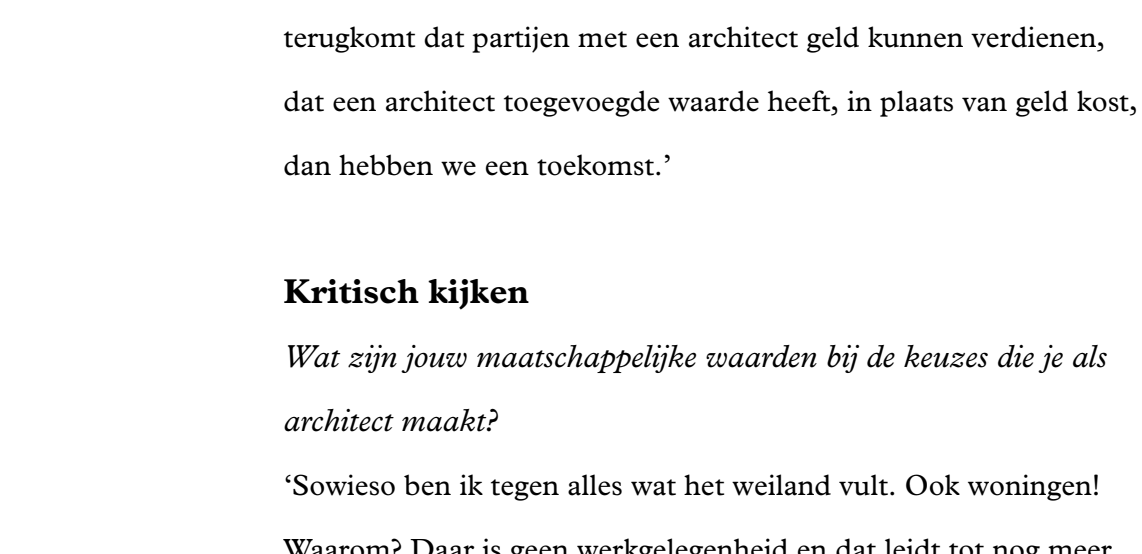 terugkomt dat partijen met een architect geld kunnen verdienen,
dat een architect toegevoegde waarde heeft, in plaats van geld kost,
dan hebben we een toekomst.’
Kritisch kijken
Wat zijn jouw maatschappelijke waarden bij de keuzes die je als
architect maakt?
‘Sowieso ben ik tegen alles wat het weiland vult. Ook woningen!
Waarom? Daar is geen werkgelegenheid en dat leidt tot nog meer